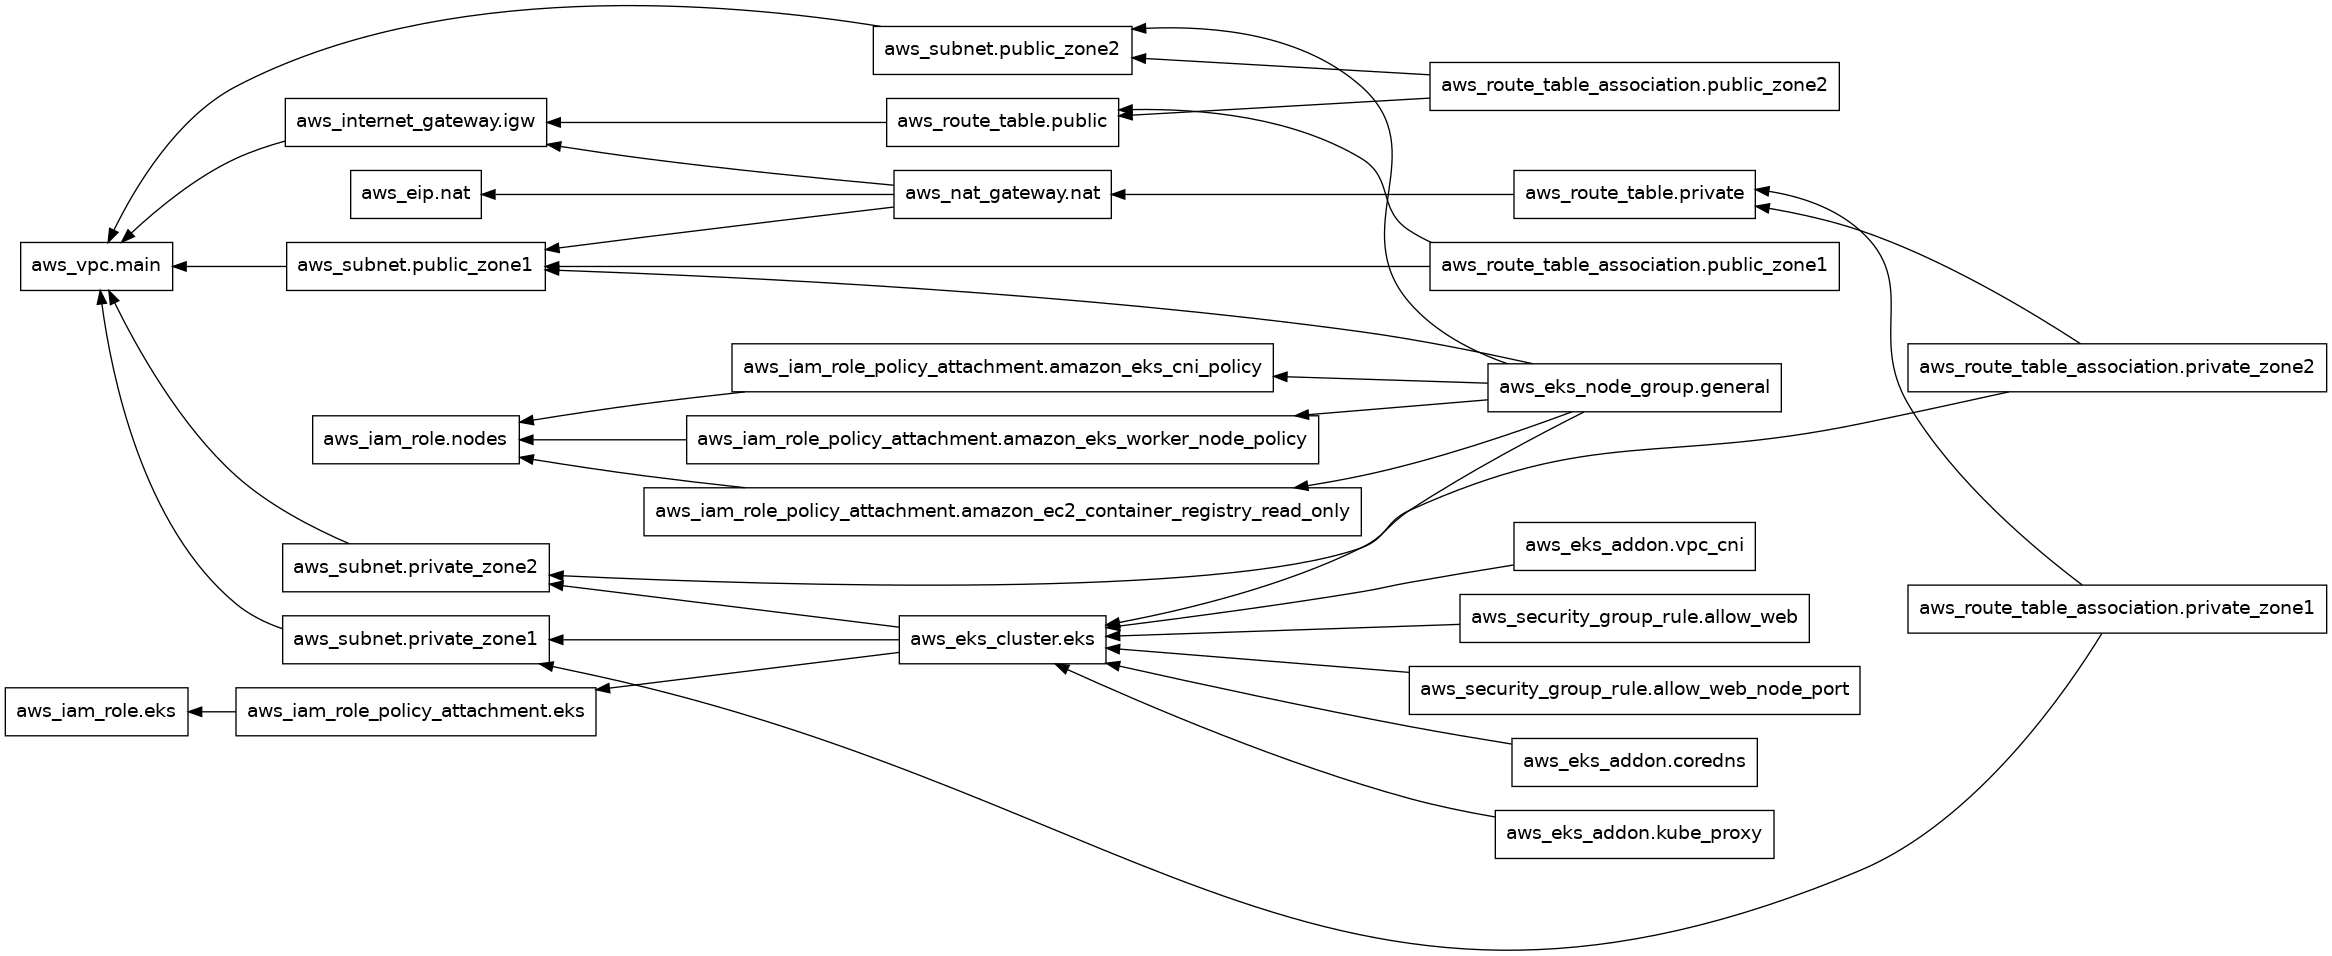 aws_subnet.public_zone2
aws_route_table_association.public_zone2
aws_internet_gateway.igw
aws_route_table.public
aws_eip.nat
aws_nat_gateway.nat
aws_route_table.private
aws_vpc.main
aws_subnet.public_zone1
aws_route_table_association.public_zone1
aws_iam_role_policy_attachment.amazon_eks_cni_policy
aws_eks_node_group.general
aws_route_table_association.private_zone2
aws_iam_role.nodes
aws_iam_role_policy_attachment.amazon_eks_worker_node_policy
aws_iam_role_policy_attachment.amazon_ec2_container_registry_read_only
aws_eks_addon.vpc_cni
aws_subnet.private_zone2
aws_security_group_rule.allow_web
aws_route_table_association.private_zone1
aws_subnet.private_zone1
aws_eks_cluster.eks
aws_security_group_rule.allow_web_node_port
aws_iam_role.eks
aws_iam_role_policy_attachment.eks
aws_eks_addon.coredns
aws_eks_addon.kube_proxy